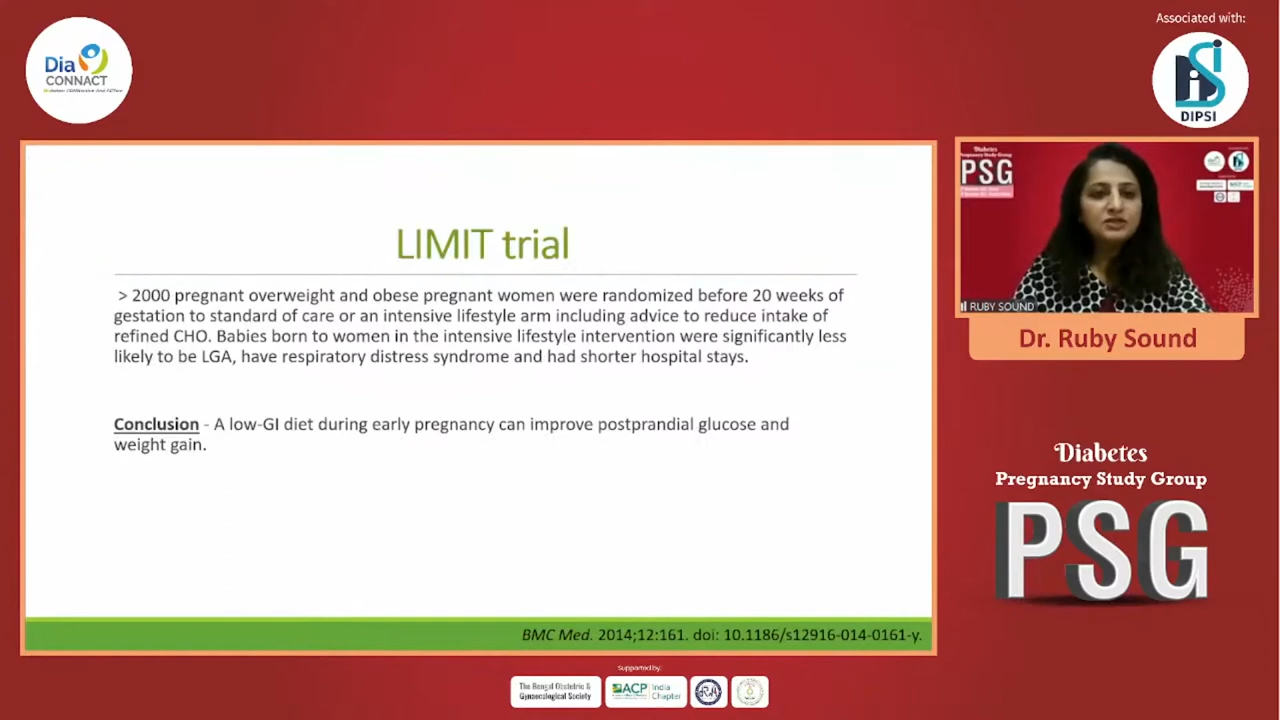 Dia
CONNACT
Associated with:
DIPSI
LIMIT trial
> 2000 pregnant overweight and obese pregnant women were randomized before 20 weeks of
gestation to standard of care or an intensive lifestyle arm including advice to reduce intake of
refined CHO. Babies born to women in the intensive lifestyle intervention were significantly less
likely to be LGA, have respiratory distress syndrome and had shorter hospital stays.
Conclusion - A low-GI diet during early pregnancy can improve postprandial glucose and
weight gain.
BMC Med. 2014;12:161. doi: 10.1186/s12916-014-0161-y.
Diabetes
Pregnancy Study Group
PSG
RUBY SOUND
Dr. Ruby Sound
Diabetes
Pregnancy Study Group
PSG
Supported by:
The Bengal Obstetric &
Gynaecological Society
ACP
India
Chapter